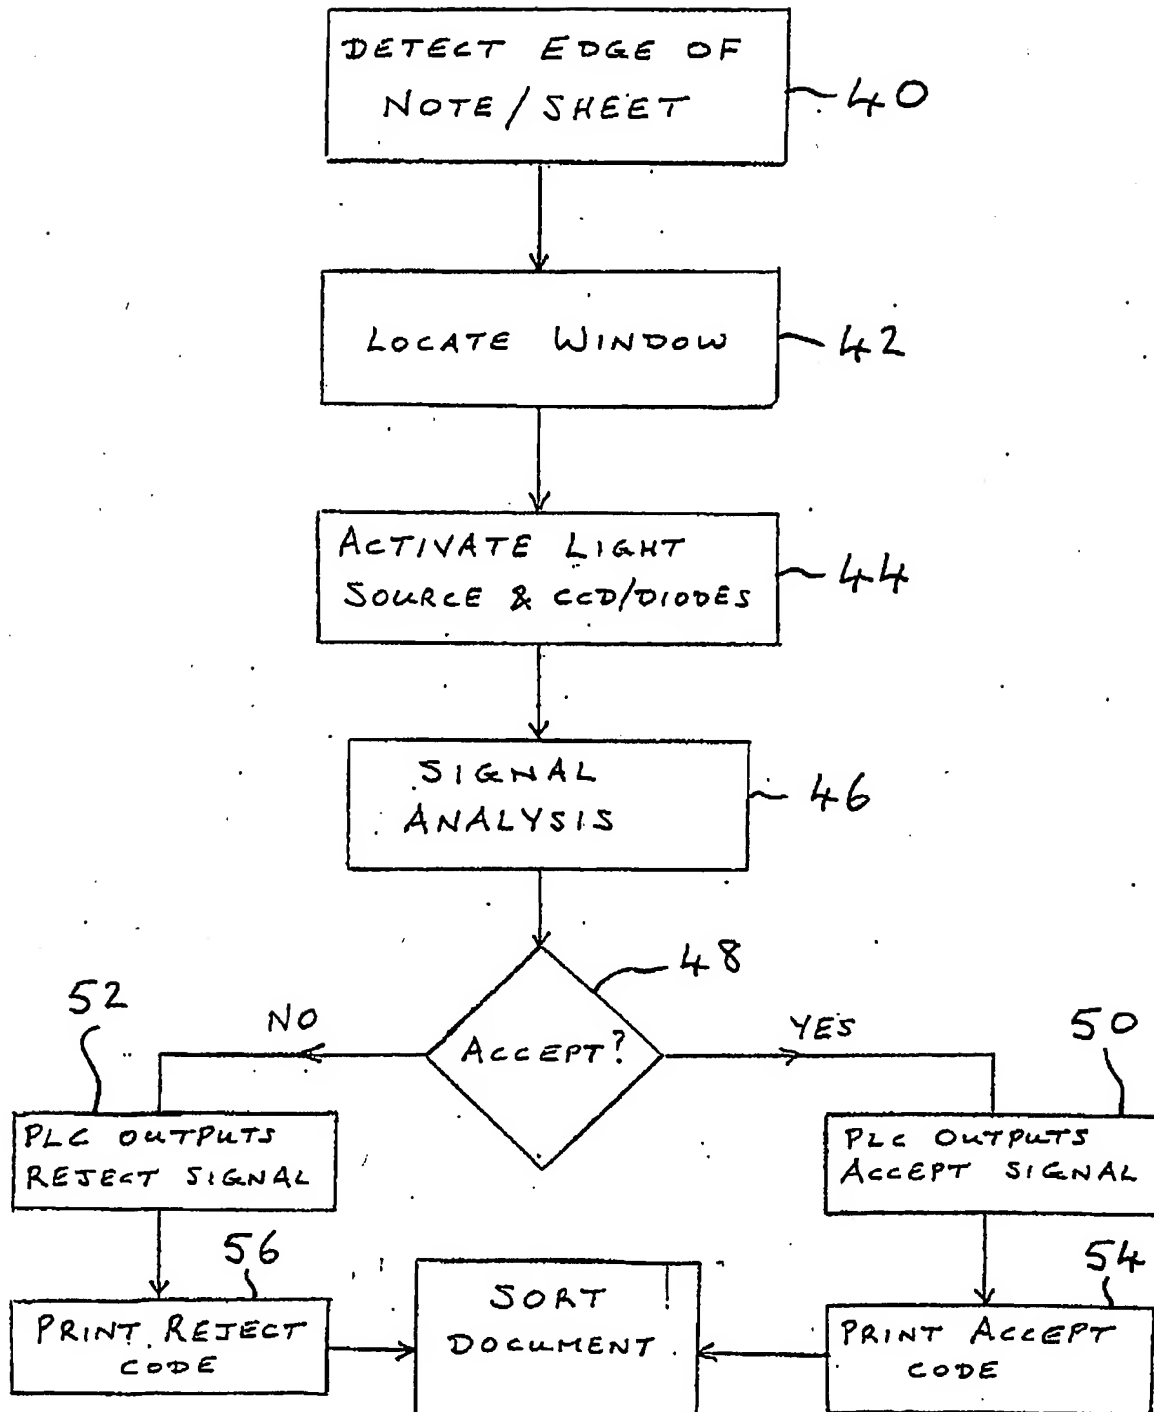 DETECT EDGE OF
NOTE/SHEET
40
LOCATE WINDOW
42
ACTIVATE LIGHT
SOURCE & CCD/DIODES
44
SIGNAL
ANALYSIS
46
48
ACCEPT?
NO
YES
52
50
PLC OUTPUTS
REJECT SIGNAL
PLC OUTPUTS
ACCEPT SIGNAL
56
54
PRINT REJECT
CODE
SORT
DOCUMENT
PRINT ACCEPT
CODE